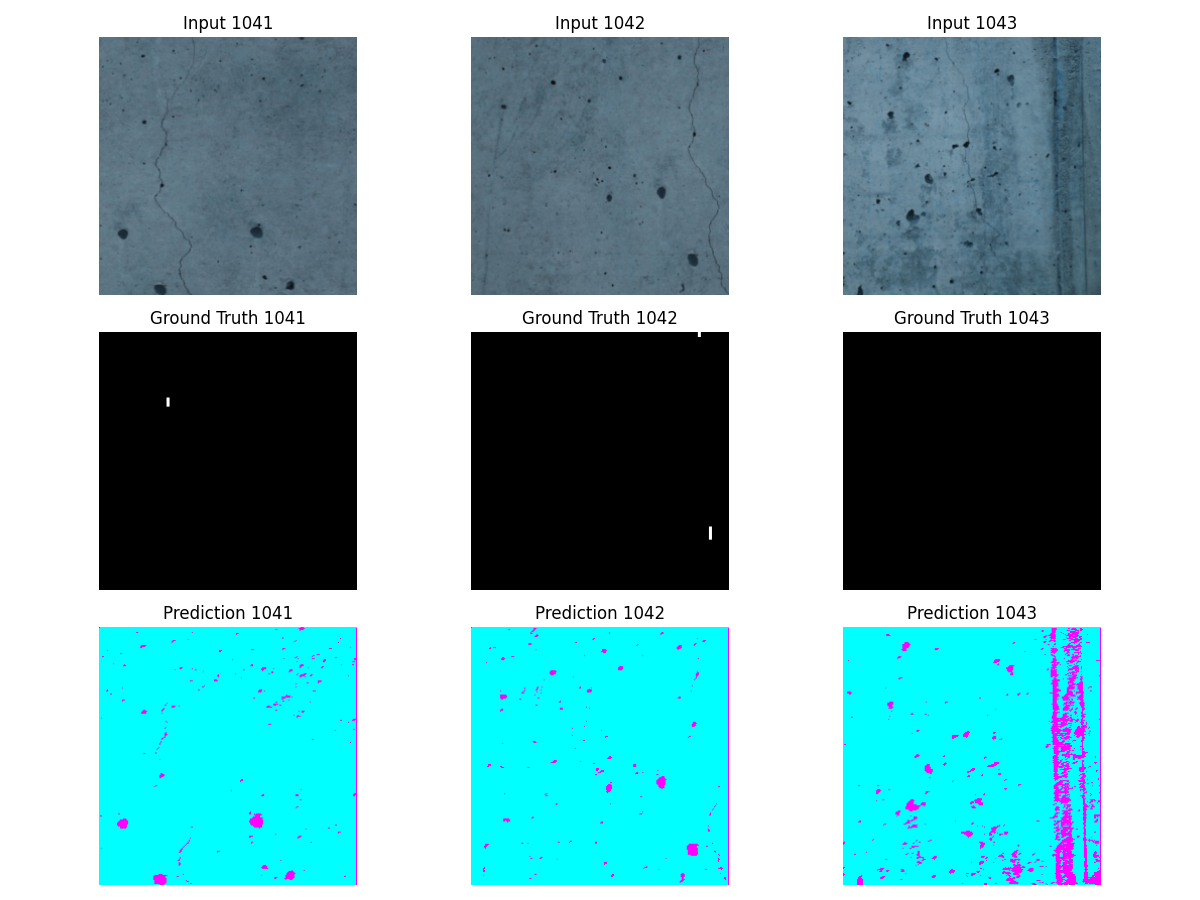 Input 1041
Input 1042
Input 1043
Ground Truth 1041
Ground Truth 1042
Ground Truth 1043
Prediction 1041
Prediction 1042
Prediction 1043